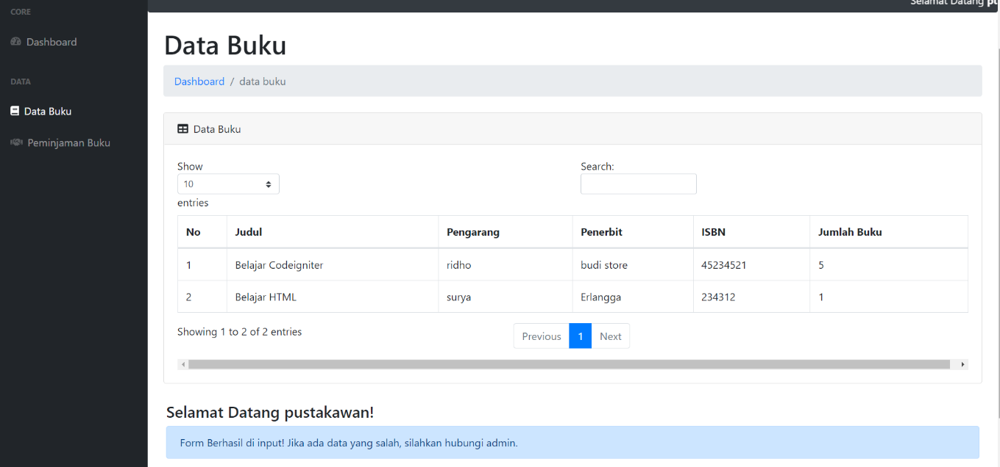 CORE
Selamat Datang
Dashboard
DATA
Data Buku
Peminjaman Buku
Data Buku
Dashboard / data buku
Data Buku
Show
10
entries
Search:
No Judul Pengarang Penerbit ISBN Jumlah Buku
1 Belajar Codeigniter ridho budi store 45234521 5
2 Belajar HTML surya Erlangga 234312 1
Showing 1 to 2 of 2 entries
Previous 1 Next
Selamat Datang pustakawan!
Form Berhasil di input! Jika ada data yang salah, silahkan hubungi admin.